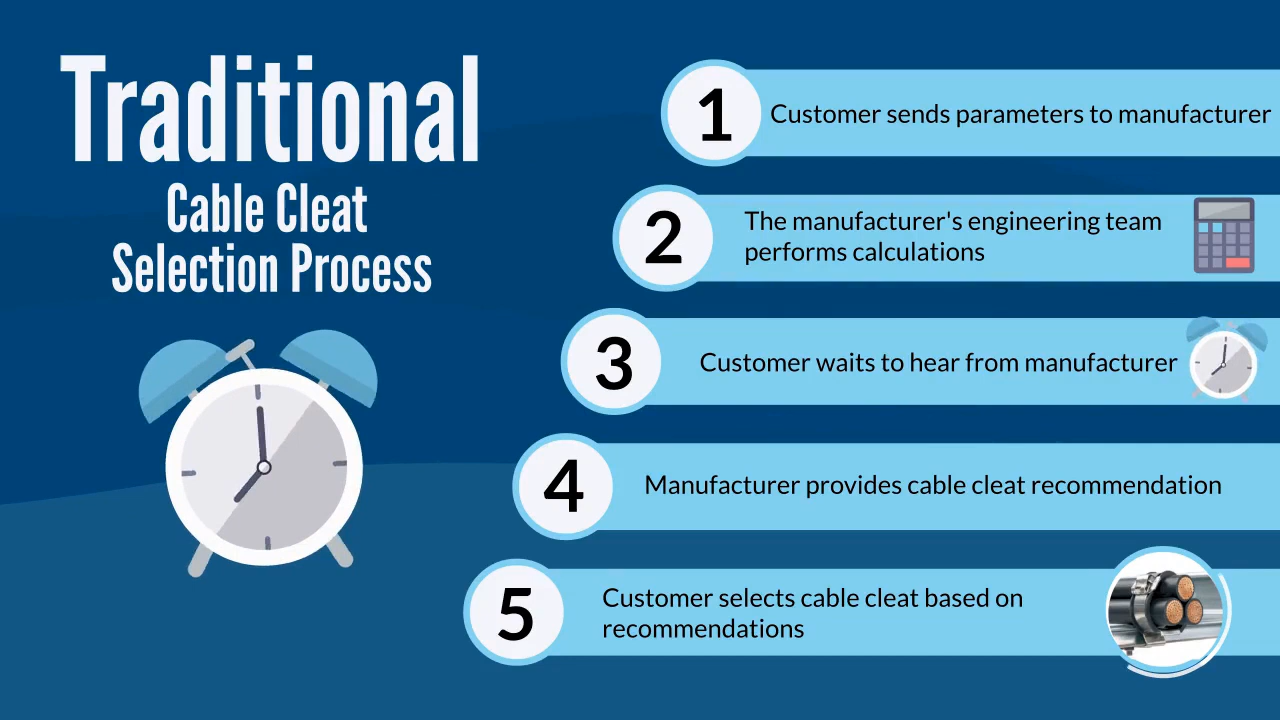 Traditional
Cable Cleat
Selection Process
1
Customer sends parameters to manufacturer
2
The manufacturer's engineering team
performs calculations
3
Customer waits to hear from manufacturer
4
Manufacturer provides cable cleat recommendation
5
Customer selects cable cleat based on
recommendations